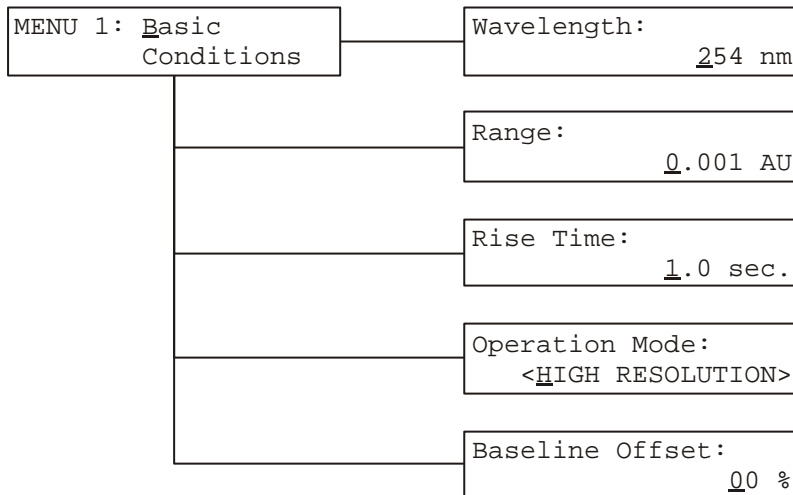 MENU 1: Basic
Conditions
Wavelength:
254 nm
Range:
0.001 AU
Rise Time:
1.0 sec.
Operation Mode:
<HIGH RESOLUTION>
Baseline Offset:
00 %